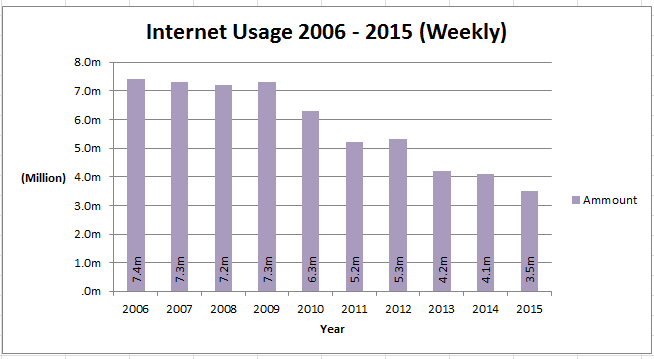 Internet Usage 2006 - 2015 (Weekly)
8.0m
7.0m
6.0m
5.0m
4.0m
3.0m
2.0m
1.0m
.0m
(Million)
7.4m
7.3m
7.2m
7.3m
6.3m
5.2m
5.3m
4.2m
4.1m
3.5m
2006 2007 2008 2009 2010 2011 2012 2013 2014 2015
Year
Ammount